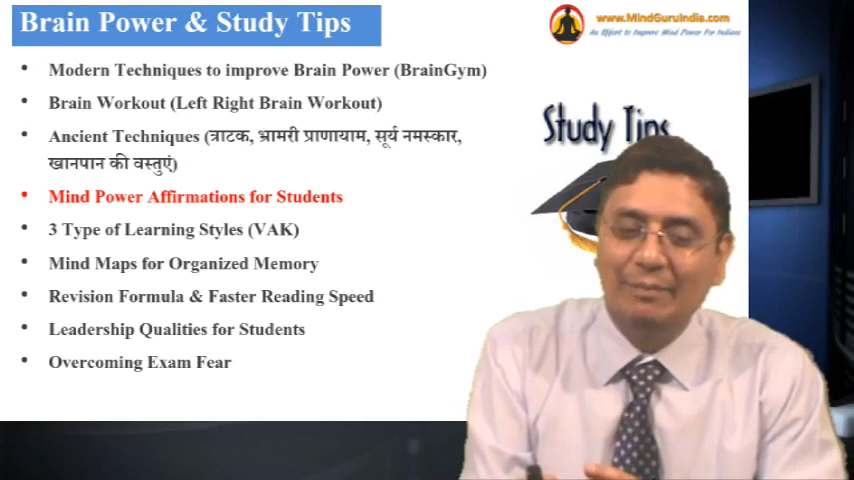 Brain Power & Study Tips
www.MindGuruIndia.com
An Effort to Improve Mind Power For Indians
• Modern Techniques to improve Brain Power (BrainGym)
• Brain Workout (Left Right Brain Workout)
• Ancient Techniques (त्राटक, भ्रामरी प्राणायाम, सूर्य नमस्कार,
खानपान की वस्तुएं)
• Mind Power Affirmations for Students
• 3 Type of Learning Styles (VAK)
• Mind Maps for Organized Memory
• Revision Formula & Faster Reading Speed
• Leadership Qualities for Students
• Overcoming Exam Fear
Study Tips